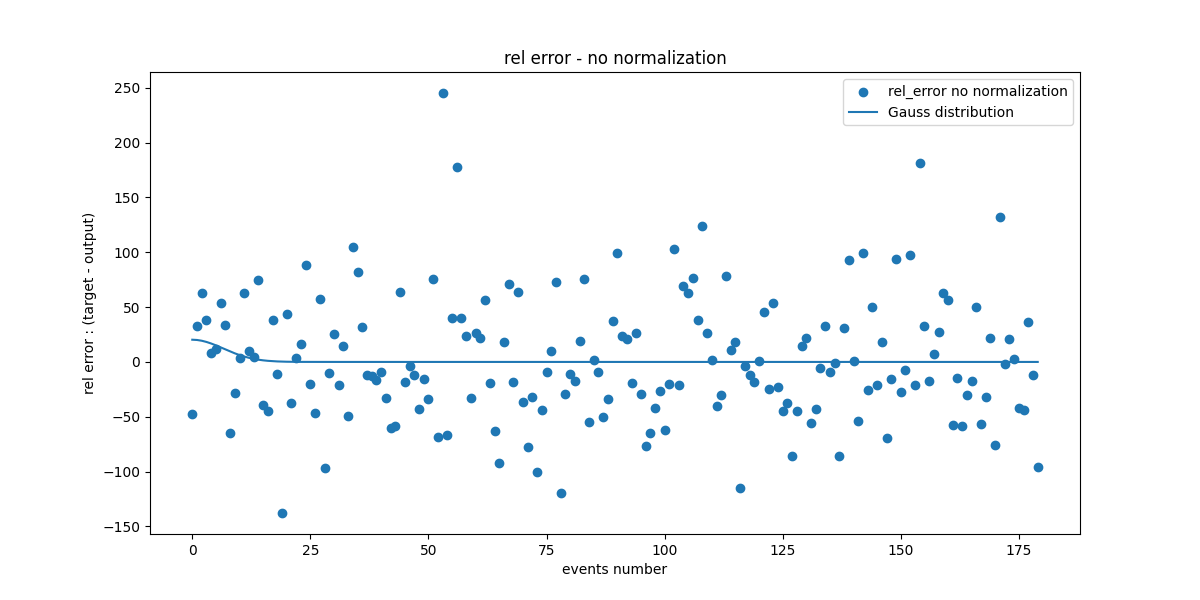 rel error - no normalization
rel_error no normalization
Gauss distribution
rel error : (target - output)
250
200
150
100
50
0
−50
−100
−150
0 25 50 75 100 125 150 175
events number